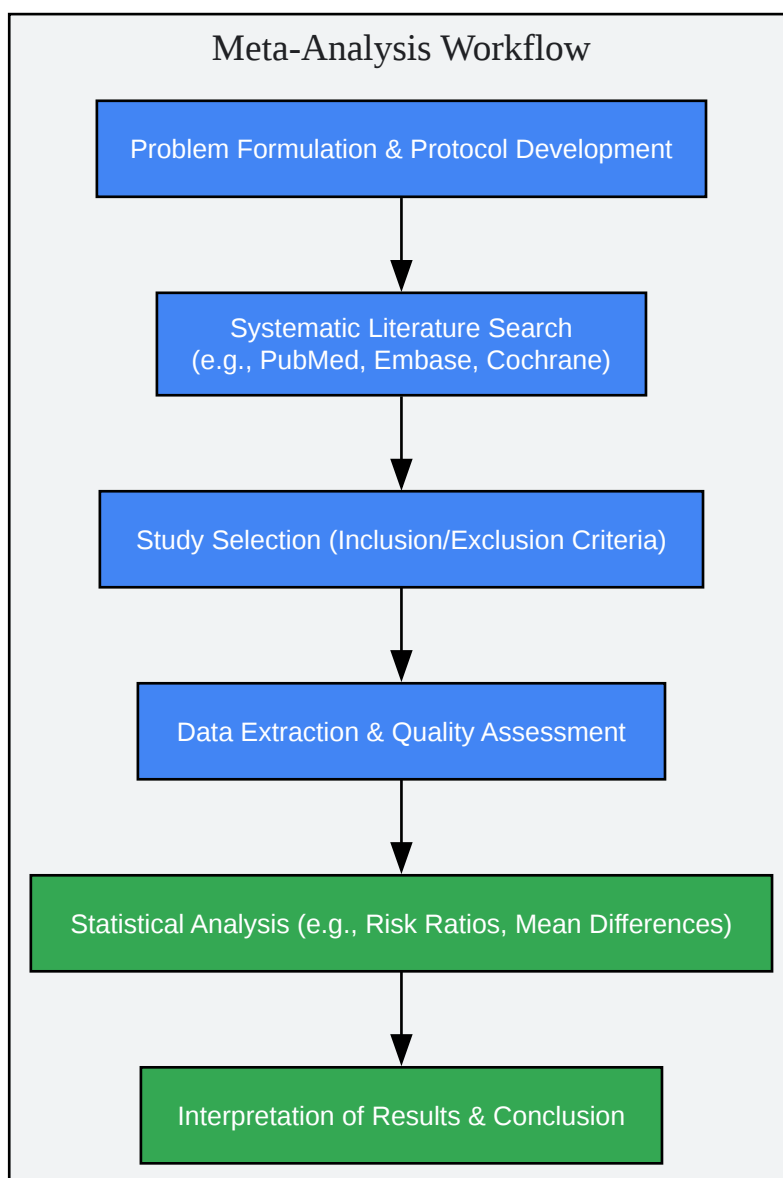 Meta-Analysis Workflow
Problem Formulation & Protocol Development
Systematic Literature Search
(e.g., PubMed, Embase, Cochrane)
Study Selection (Inclusion/Exclusion Criteria)
Data Extraction & Quality Assessment
Statistical Analysis (e.g., Risk Ratios, Mean Differences)
Interpretation of Results & Conclusion